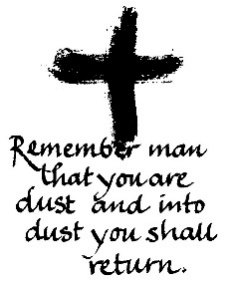 Remember man
that you are
dust and into
dust you shall
return.